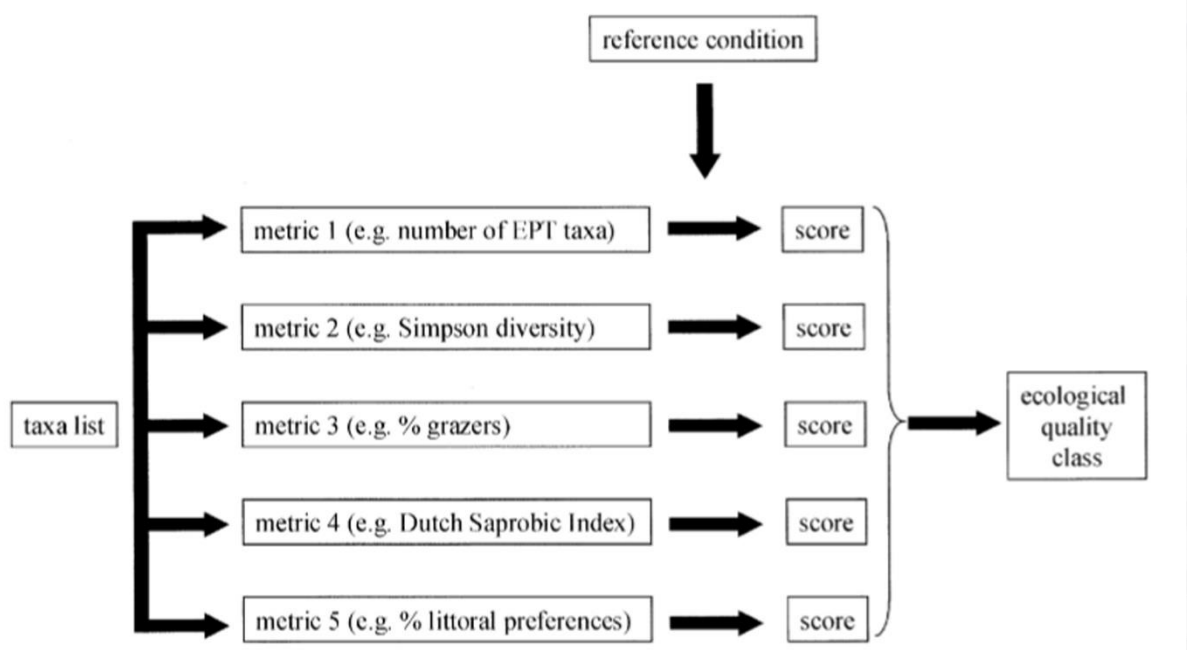 reference condition
metric 1 (e.g. number of EPT taxa)
score
metric 2 (e.g. Simpson diversity)
score
taxa list
metric 3 (e.g. % grazers)
score
metric 4 (e.g. Dutch Saprobic Index)
score
metric 5 (e.g. % littoral preferences)
score
ecological
quality
class